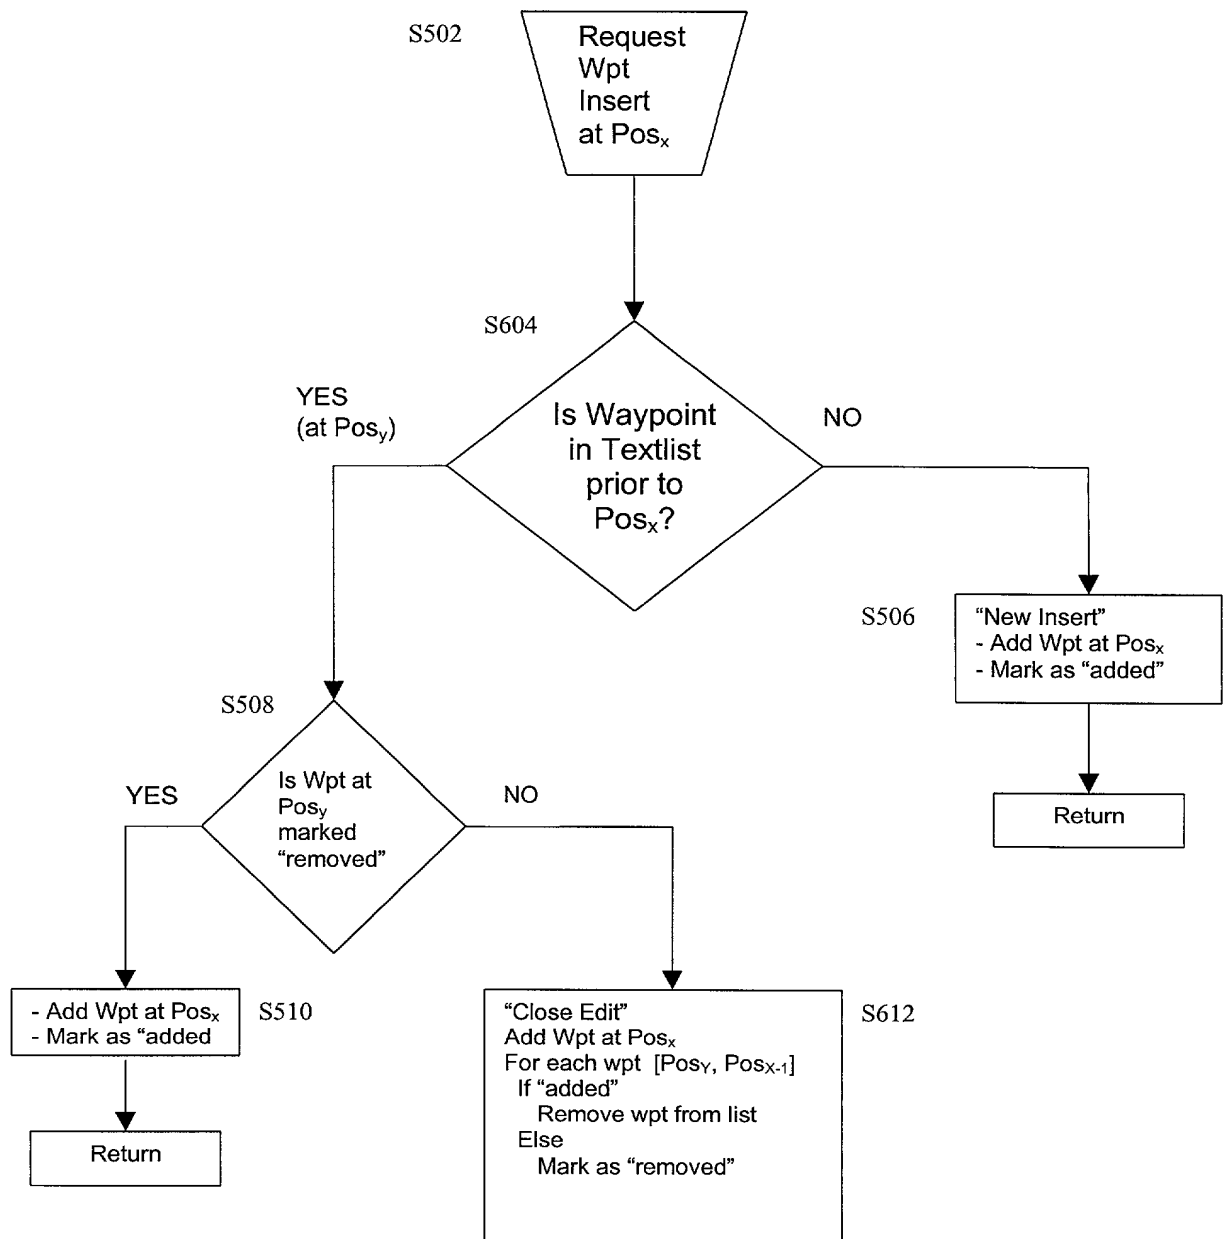 S502
Request
Wpt
Insert
at Posx
S604
YES
(at Posy)
Is Waypoint
in Textlist
prior to
Posx?
NO
S506
“New Insert”
- Add Wpt at Posx
- Mark as “added”
Return
S508
YES
Is Wpt at
Posy
marked
“removed”
NO
- Add Wpt at Posx
- Mark as “added
S510
Return
“Close Edit”
Add Wpt at Posx
For each wpt [PosY, PosX-1]
If “added”
Remove wpt from list
Else
Mark as “removed”
S612